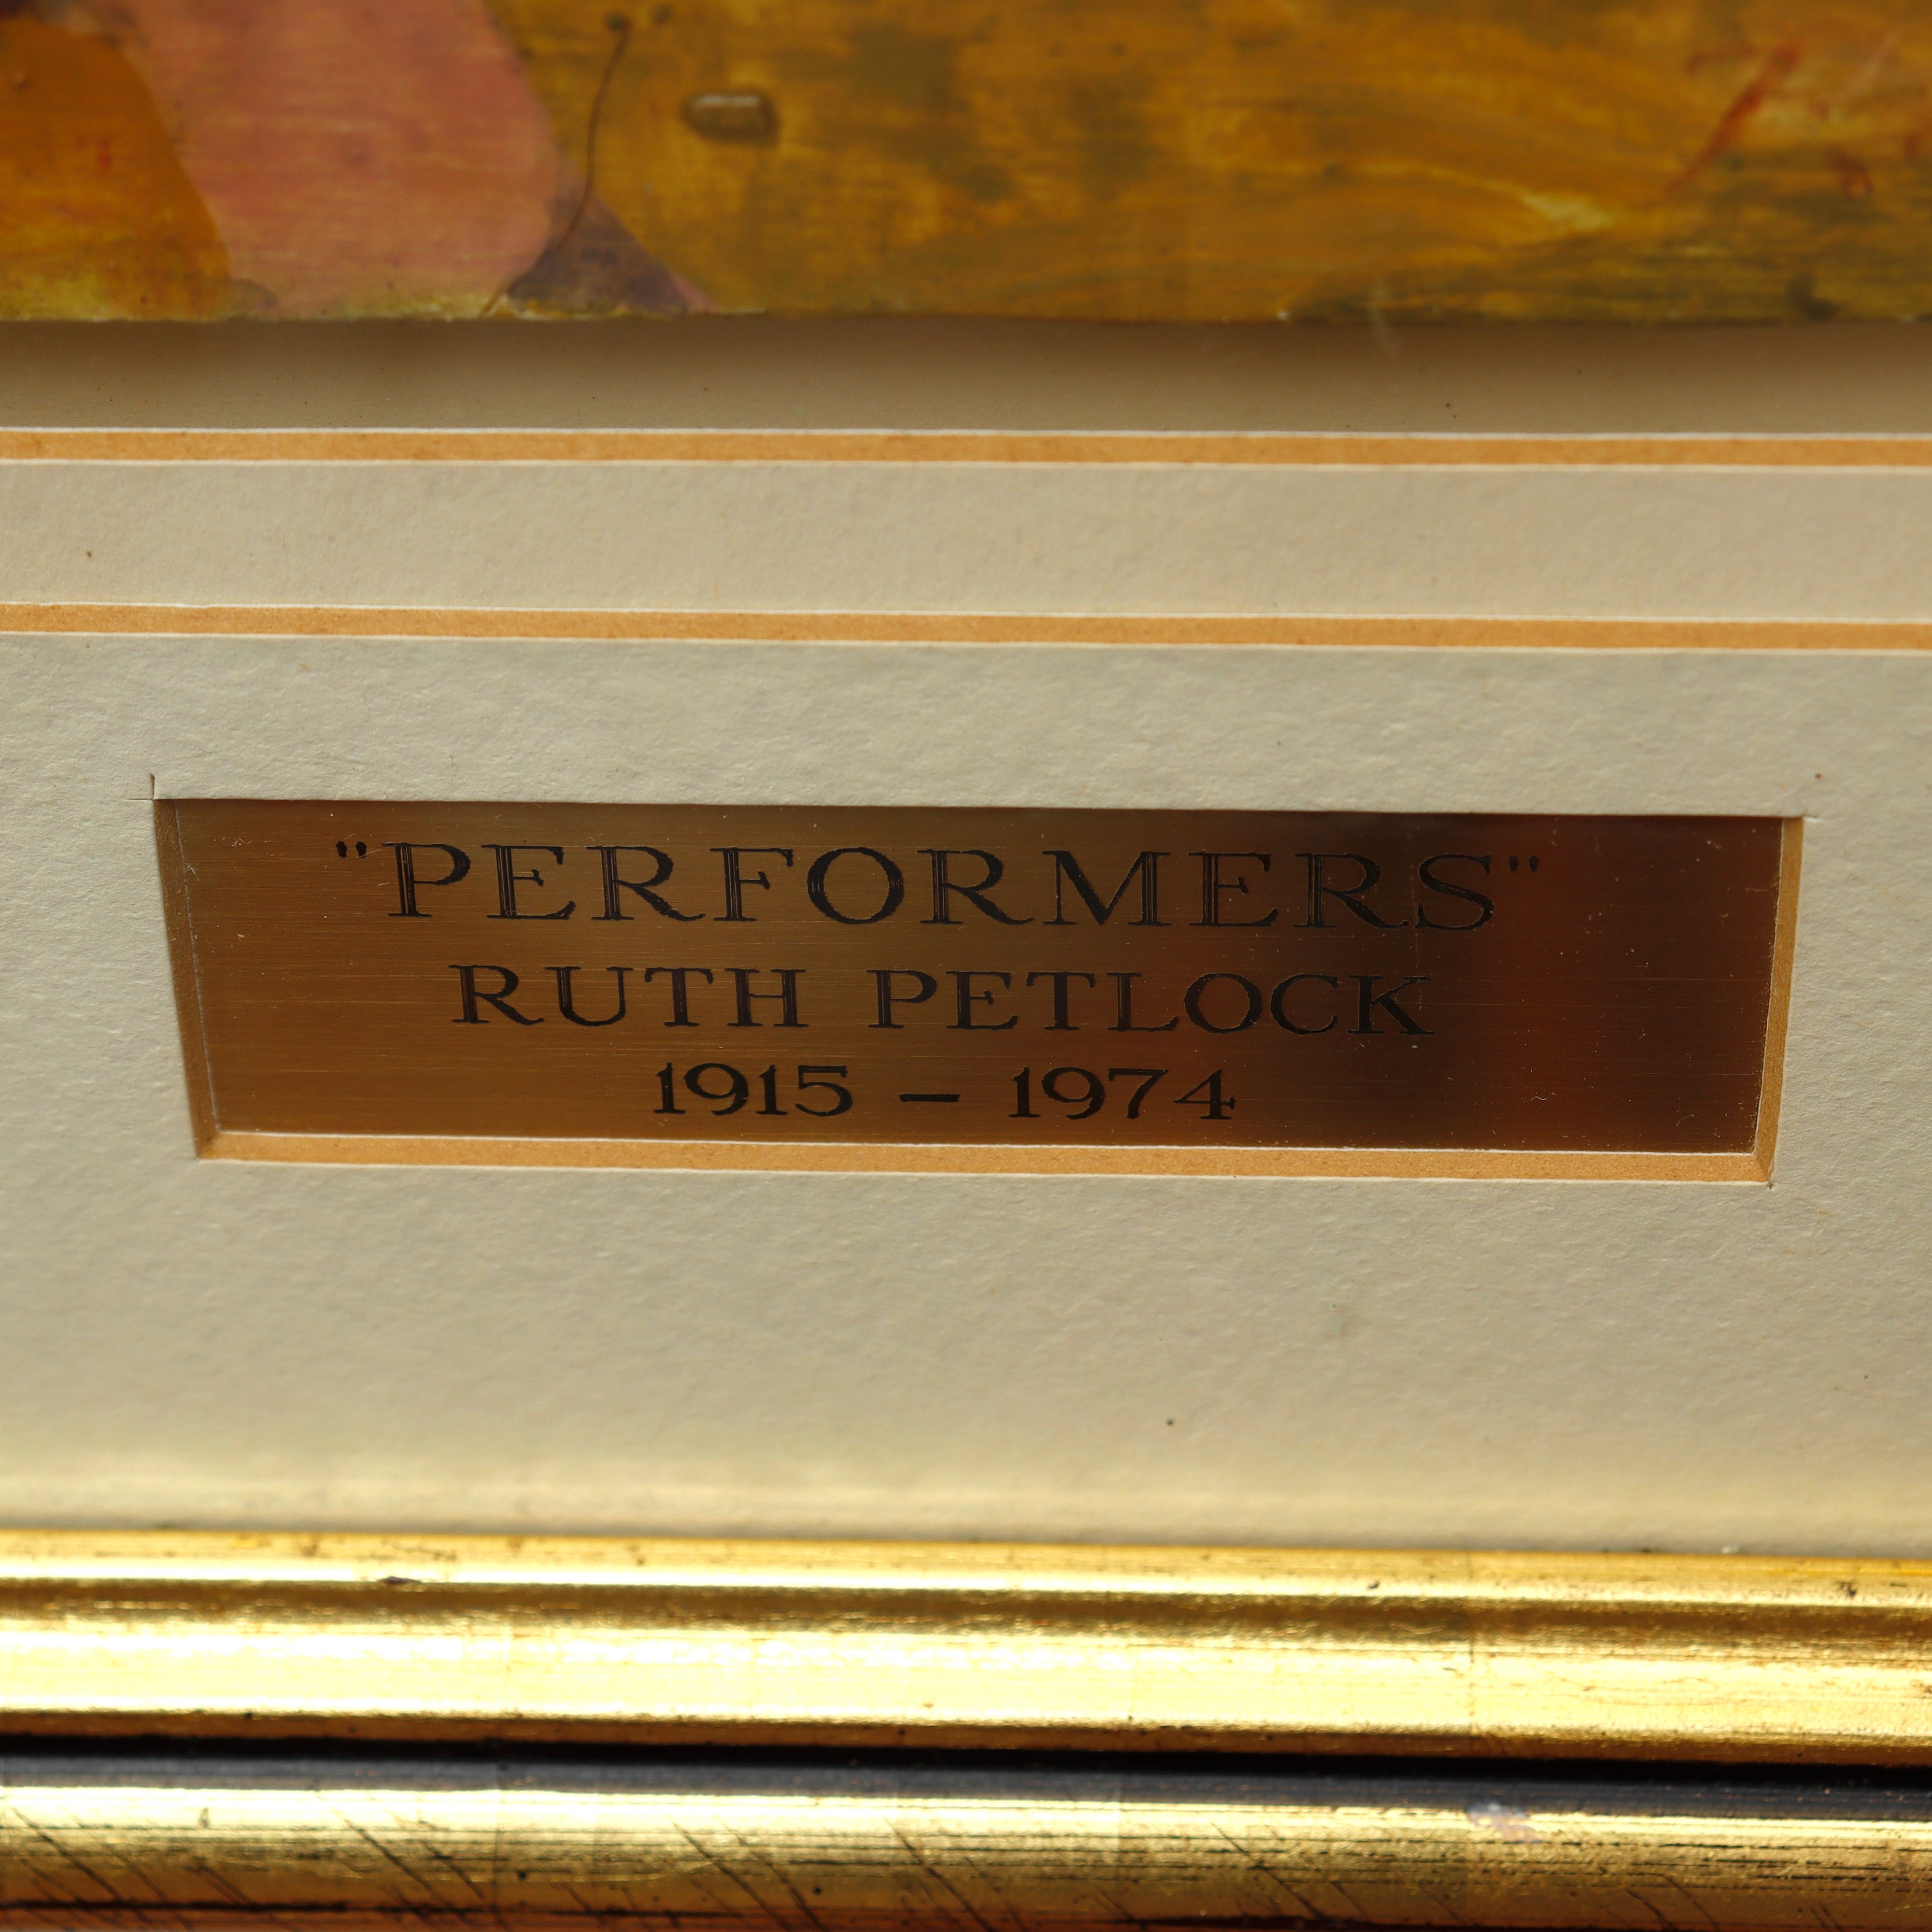 "PERFORMERS"
RUTH PETLOCK
1915 – 1974